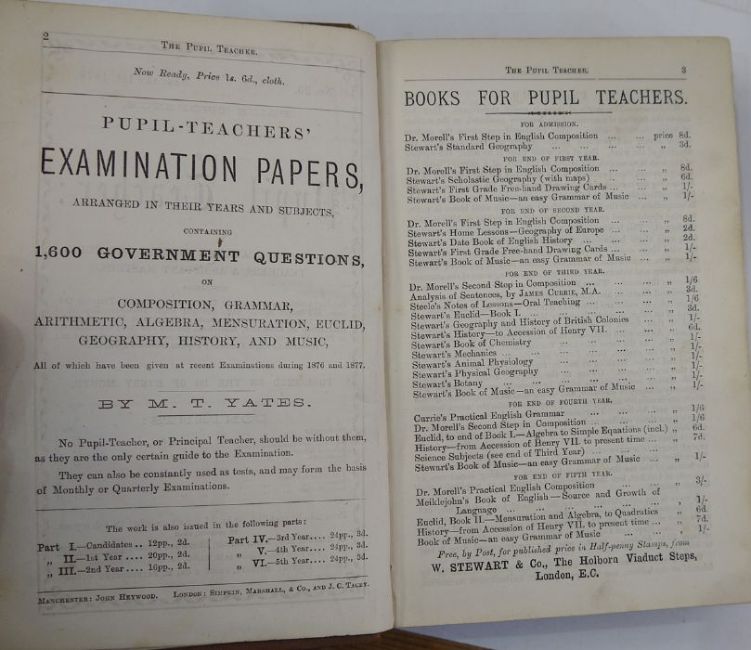 2
THE PUPIL TEACHER.
Now Ready, Price 1s. 6d., cloth.
PUPIL-TEACHERS'
EXAMINATION PAPERS,
ARRANGED IN THEIR YEARS AND SUBJECTS,
CONTAINING
1,600 GOVERNMENT QUESTIONS,
ON
COMPOSITION, GRAMMAR,
ARITHMETIC, ALGEBRA, MENSURATION, EUCLID,
GEOGRAPHY, HISTORY, AND MUSIC,
All of which have been given at recent Examinations during 1876 and 1877.
BY M. T. YATES.
No Pupil-Teacher, or Principal Teacher, should be without them,
as they are the only certain guide to the Examination.
They can also be constantly used as tests, and may form the basis
of Monthly or Quarterly Examinations.
The work is also issued in the following parts:
Part I.—Candidates .. 12pp., 2d.
„ II.—1st Year .... 20pp., 2d.
„ III.—2nd Year .... 16pp., 2d.
Part IV.—3rd Year .... 24pp., 3d.
„ V.—4th Year .... 24pp., 3d.
„ VI.—5th Year .... 24pp., 3d.
MANCHESTER: JOHN HEYWOOD. LONDON: SIMPKIN, MARSHALL, & CO., AND J. C. TACEY.
THE PUPIL TEACHER. 3
BOOKS FOR PUPIL TEACHERS.
FOR ADMISSION.
Dr. Morell's First Step in English Composition ... ... price 8d.
Stewart's Standard Geography ... ... ... „ 3d.
FOR END OF FIRST YEAR.
Dr. Morell's First Step in English Composition ... ... „ 8d.
Stewart's Scholastic Geography (with maps) ... ... „ 6d.
Stewart's First Grade Free-hand Drawing Cards ... ... „ 1/-
Stewart's Book of Music—an easy Grammar of Music ... „ 1/-
FOR END OF SECOND YEAR.
Dr. Morell's First Step in English Composition ... ... „ 8d.
Stewart's Home Lessons—Geography of Europe ... ... „ 2d.
Stewart's Date Book of English History ... ... ... „ 2d.
Stewart's First Grade Free-hand Drawing Cards ... ... „ 1/-
Stewart's Book of Music—an easy Grammar of Music ... „ 1/-
FOR END OF THIRD YEAR.
Dr. Morell's Second Step in Composition ... ... ... „ 1/6
Analysis of Sentences, by JAMES CURRIE, M.A. ... ... „ 3d.
Steele's Notes of Lessons—Oral Teaching ... ... ... „ 1/6
Stewart's Euclid—Book I. ... ... ... ... „ 3d.
Stewart's Geography and History of British Colonies „ 1/-
Stewart's History—to Accession of Henry VII. ... „ 6d.
Stewart's Book of Chemistry ... ... ... „ 1/-
Stewart's Mechanics ... ... ... ... „ 1/-
Stewart's Animal Physiology ... ... ... „ 1/-
Stewart's Physical Geography ... ... ... „ 1/-
Stewart's Botany ... ... ... ... „ 1/-
Stewart's Book of Music—an easy Grammar of Music ... „ 1/-
FOR END OF FOURTH YEAR.
Currie's Practical English Grammar ... ... ... „ 1/6
Dr. Morell's Second Step in Composition ... ... ... „ 1/6
Euclid, to end of Book I.—Algebra to Simple Equations (incl.) „ 6d.
History—from Accession of Henry VII. to present time ... „ 7d.
Science Subjects (see end of Third Year) ... ...
Stewart's Book of Music—an easy Grammar of Music ... „ 1/-
FOR END OF FIFTH YEAR.
Dr. Morell's Practical English Composition ... ... „ 3/-
Meiklejohn's Book of English—Source and Growth of
Language ... ... ... ... ... „ 1/-
Euclid, Book II.—Mensuration and Algebra, to Quadratics „ 6d.
History—from Accession of Henry VII. to present time ... „ 7d.
Book of Music—an easy Grammar of Music ... ... „ 1/-
Free, by Post, for published price in Half-penny Stamps, from
W. STEWART & Co., The Holborn Viaduct Steps,
London, E.C.